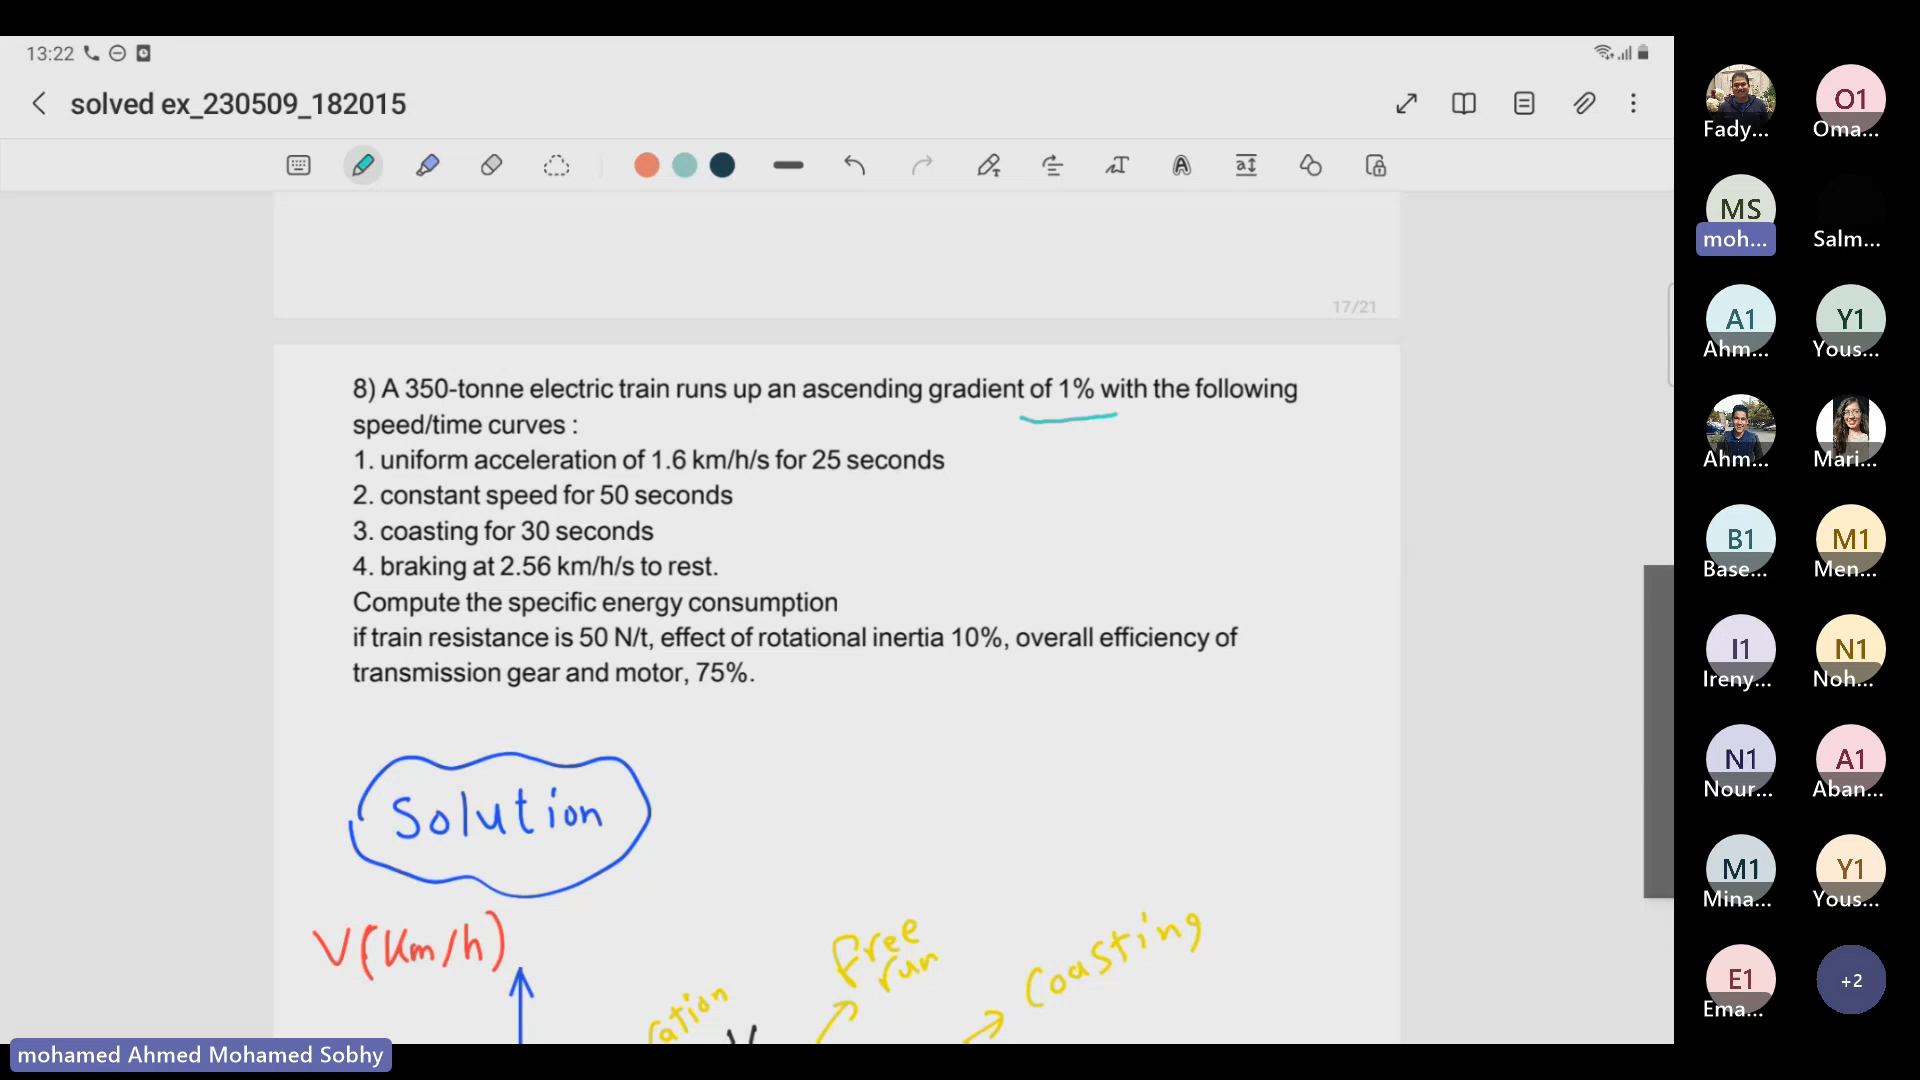 13:22
solved ex_230509_182015
17/21
8) A 350-tonne electric train runs up an ascending gradient of 1% with the following
speed/time curves :
1. uniform acceleration of 1.6 km/h/s for 25 seconds
2. constant speed for 50 seconds
3. coasting for 30 seconds
4. braking at 2.56 km/h/s to rest.
Compute the specific energy consumption
if train resistance is 50 N/t, effect of rotational inertia 10%, overall efficiency of
transmission gear and motor, 75%.
Solution
V(Km/h)
ration
Free
run
Coasting
mohamed Ahmed Mohamed Sobhy
Fady...
O1
Oma...
MS
moh...
Salm...
A1
Ahm...
Y1
Yous...
Ahm...
Mari...
B1
Base...
M1
Men...
I1
Ireny...
N1
Noh...
N1
Nour...
A1
Aban...
M1
Mina...
Y1
Yous...
E1
Ema...
+2